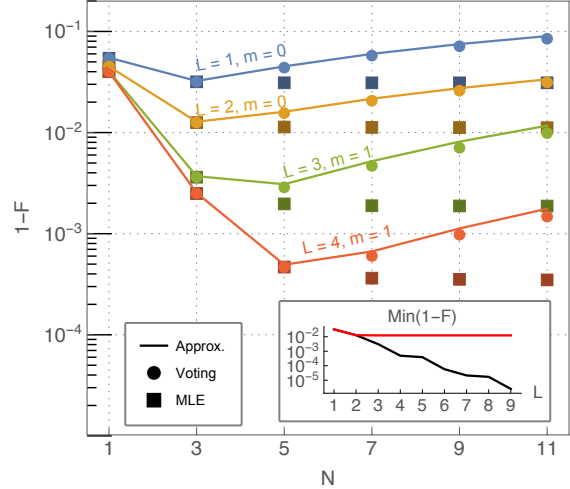 10⁻¹
10⁻²
10⁻³
10⁻⁴
1–F
L = 1, m = 0
L = 2, m = 0
L = 3, m = 1
L = 4, m = 1
Approx.
Voting
MLE
Min(1–F)
10⁻²
10⁻³
10⁻⁴
10⁻⁵
1 2 3 4 5 6 7 8 9
L
1 3 5 7 9 11
N